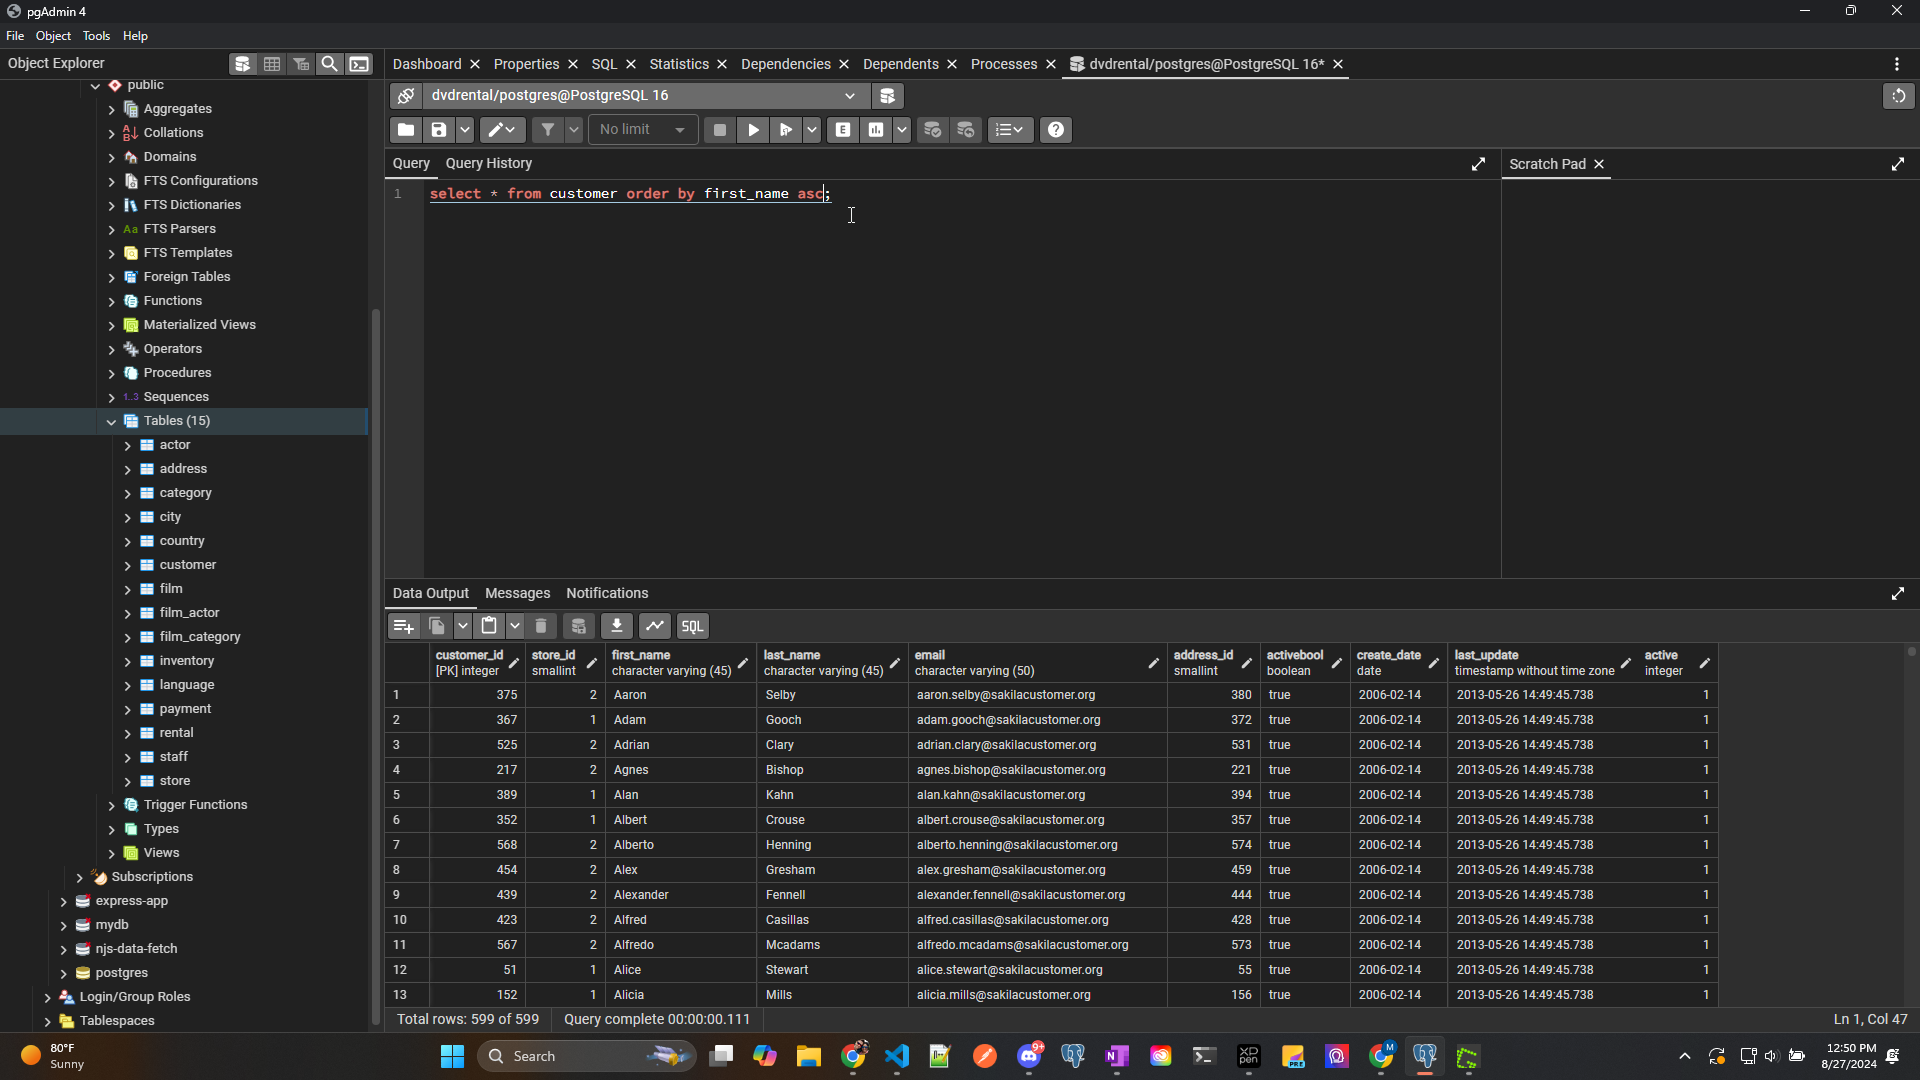 pgAdmin 4
File Object Tools Help
Object Explorer
Dashboard Properties SQL Statistics Dependencies Dependents Processes dvdrental/postgres@PostgreSQL 16*
public
Aggregates
Collations
Domains
FTS Configurations
FTS Dictionaries
Aa FTS Parsers
FTS Templates
Foreign Tables
Functions
Materialized Views
Operators
Procedures
1..3 Sequences
Tables (15)
actor
address
category
city
country
customer
film
film_actor
film_category
inventory
language
payment
rental
staff
store
Trigger Functions
Types
Views
Subscriptions
express-app
mydb
njs-data-fetch
postgres
Login/Group Roles
Tablespaces
dvdrental/postgres@PostgreSQL 16
No limit E
Query Query History
Scratch Pad
1 select * from customer order by first_name asc;
Data Output Messages Notifications
SQL
customer_id store_id first_name last_name email address_id activebool create_date last_update active
[PK] integer smallint character varying (45) character varying (45) character varying (50) smallint boolean date timestamp without time zone integer
1 375 2 Aaron Selby aaron.selby@sakilacustomer.org 380 true 2006-02-14 2013-05-26 14:49:45.738 1
2 367 1 Adam Gooch adam.gooch@sakilacustomer.org 372 true 2006-02-14 2013-05-26 14:49:45.738 1
3 525 2 Adrian Clary adrian.clary@sakilacustomer.org 531 true 2006-02-14 2013-05-26 14:49:45.738 1
4 217 2 Agnes Bishop agnes.bishop@sakilacustomer.org 221 true 2006-02-14 2013-05-26 14:49:45.738 1
5 389 1 Alan Kahn alan.kahn@sakilacustomer.org 394 true 2006-02-14 2013-05-26 14:49:45.738 1
6 352 1 Albert Crouse albert.crouse@sakilacustomer.org 357 true 2006-02-14 2013-05-26 14:49:45.738 1
7 568 2 Alberto Henning alberto.henning@sakilacustomer.org 574 true 2006-02-14 2013-05-26 14:49:45.738 1
8 454 2 Alex Gresham alex.gresham@sakilacustomer.org 459 true 2006-02-14 2013-05-26 14:49:45.738 1
9 439 2 Alexander Fennell alexander.fennell@sakilacustomer.org 444 true 2006-02-14 2013-05-26 14:49:45.738 1
10 423 2 Alfred Casillas alfred.casillas@sakilacustomer.org 428 true 2006-02-14 2013-05-26 14:49:45.738 1
11 567 2 Alfredo Mcadams alfredo.mcadams@sakilacustomer.org 573 true 2006-02-14 2013-05-26 14:49:45.738 1
12 51 1 Alice Stewart alice.stewart@sakilacustomer.org 55 true 2006-02-14 2013-05-26 14:49:45.738 1
13 152 1 Alicia Mills alicia.mills@sakilacustomer.org 156 true 2006-02-14 2013-05-26 14:49:45.738 1
Total rows: 599 of 599 Query complete 00:00:00.111 Ln 1, Col 47
80°F
Sunny
Search
9+
12:50 PM
8/27/2024